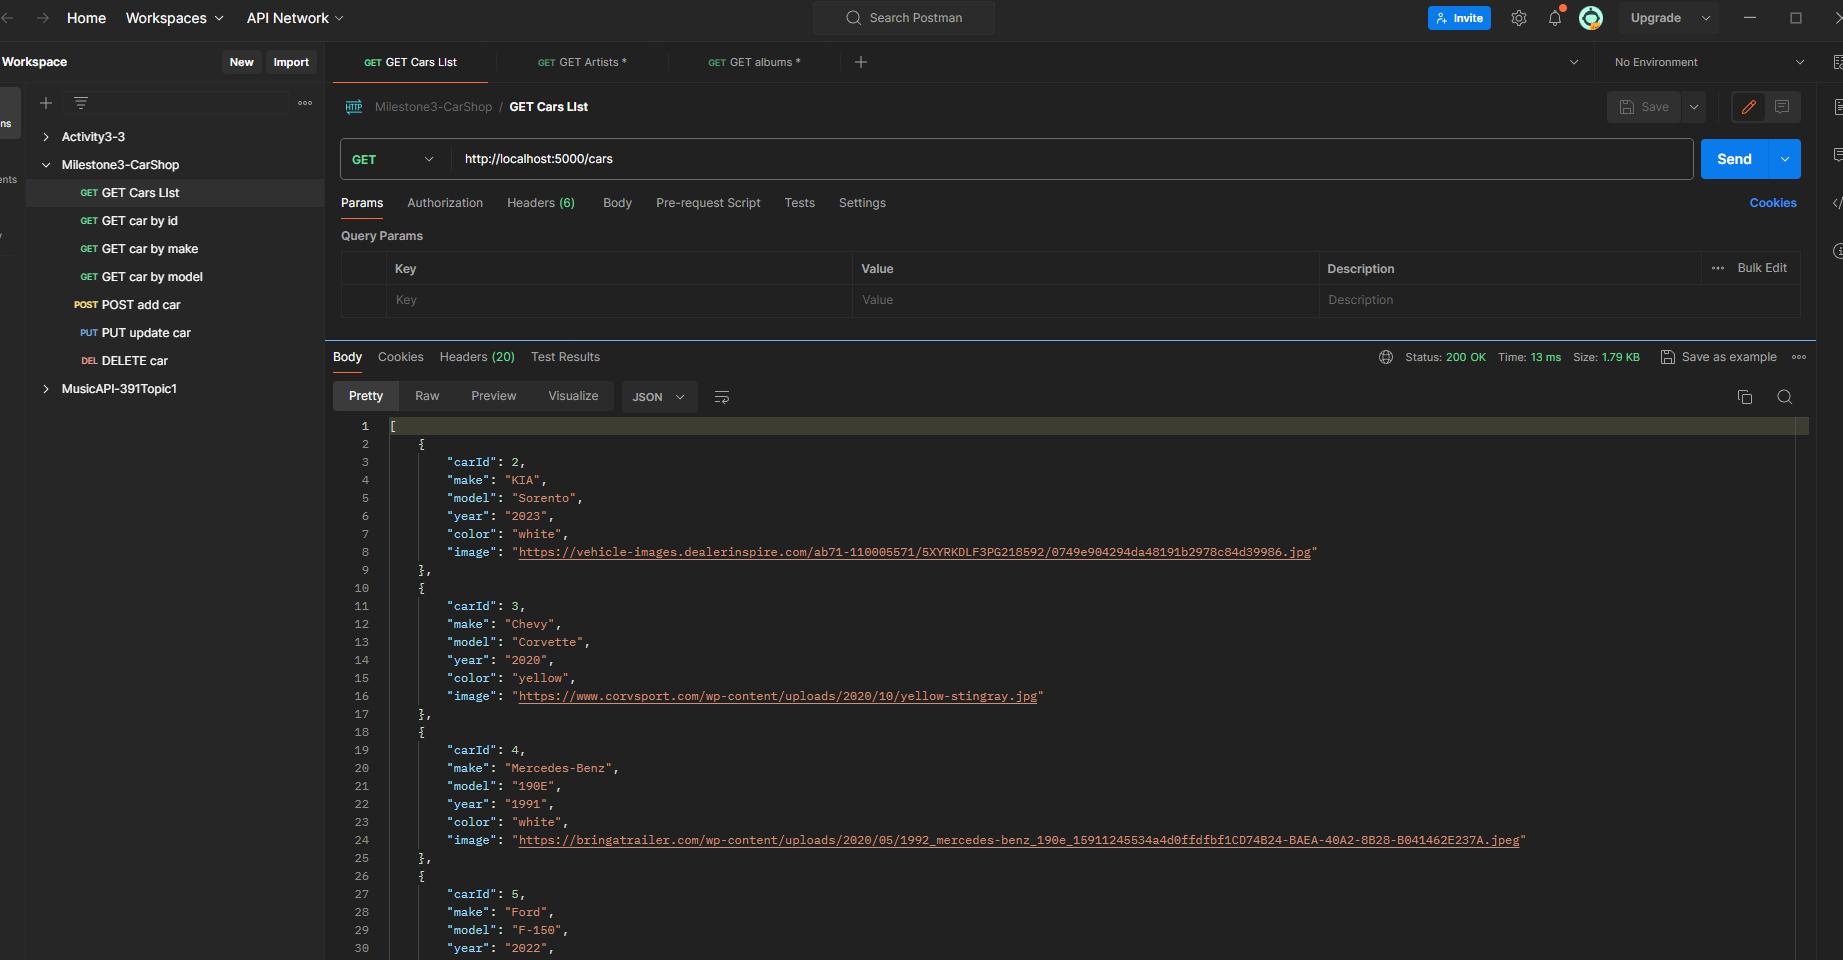 Home Workspaces API Network Search Postman Invite Upgrade
Workspace New Import GET GET Cars LIst GET GET Artists * GET GET albums * No Environment
HTTP Milestone3-CarShop / GET Cars LIst Save
Activity3-3
Milestone3-CarShop
GET GET Cars LIst
GET GET car by id
GET GET car by make
GET GET car by model
POST POST add car
PUT PUT update car
DEL DELETE car
MusicAPI-391Topic1
GET http://localhost:5000/cars Send
Params Authorization Headers (6) Body Pre-request Script Tests Settings Cookies
Query Params
Key Value Description Bulk Edit
Key Value Description
Body Cookies Headers (20) Test Results Status: 200 OK Time: 13 ms Size: 1.79 KB Save as example
Pretty Raw Preview Visualize JSON
1 [
2 {
3 "carId": 2,
4 "make": "KIA",
5 "model": "Sorento",
6 "year": "2023",
7 "color": "white",
8 "image": "https://vehicle-images.dealerinspire.com/ab71-110005571/5XYRKDLF3PG218592/0749e904294da48191b2978c84d39986.jpg"
9 },
10 {
11 "carId": 3,
12 "make": "Chevy",
13 "model": "Corvette",
14 "year": "2020",
15 "color": "yellow",
16 "image": "https://www.corvsport.com/wp-content/uploads/2020/10/yellow-stingray.jpg"
17 },
18 {
19 "carId": 4,
20 "make": "Mercedes-Benz",
21 "model": "190E",
22 "year": "1991",
23 "color": "white",
24 "image": "https://bringatrailer.com/wp-content/uploads/2020/05/1992_mercedes-benz_190e_15911245534a4d0ffdfbf1CD74B24-BAEA-40A2-8B28-B041462E237A.jpeg"
25 },
26 {
27 "carId": 5,
28 "make": "Ford",
29 "model": "F-150",
30 "year": "2022",